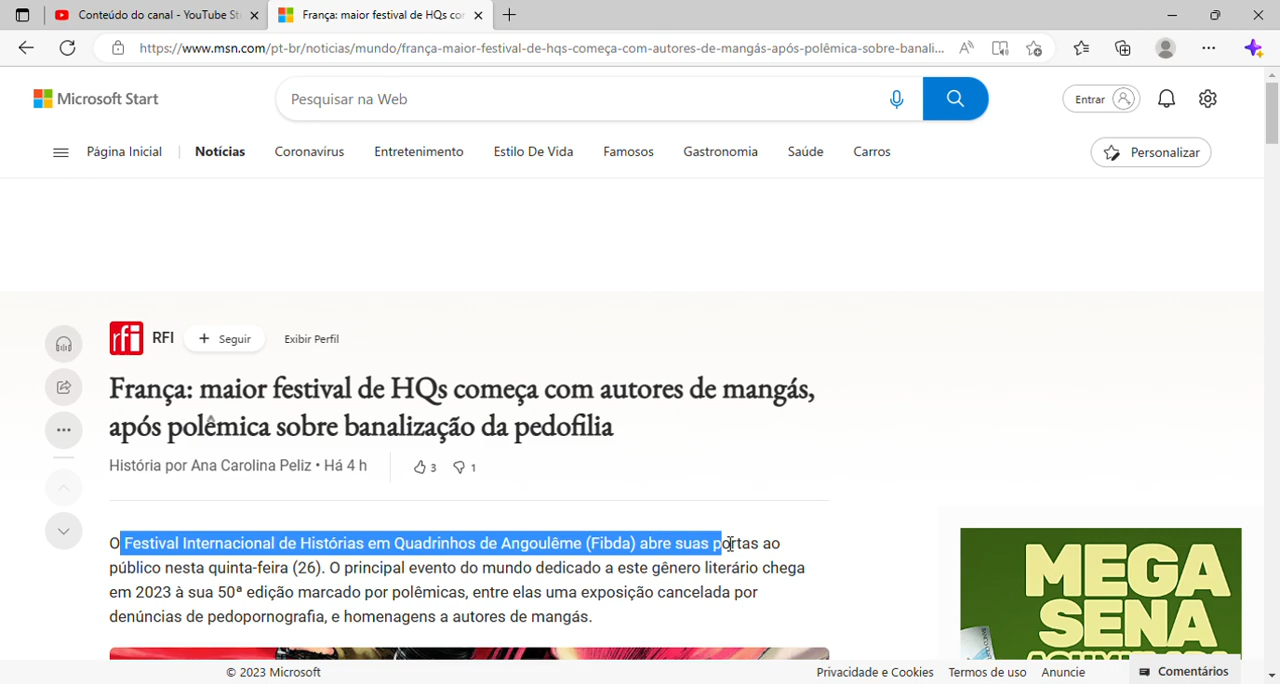 Conteúdo do canal - YouTube St
França: maior festival de HQs co
https://www.msn.com/pt-br/noticias/mundo/frança-maior-festival-de-hqs-começa-com-autores-de-mangás-após-polêmica-sobre-banali...
Microsoft Start
Pesquisar na Web
Entrar
Página Inicial
Notícias
Coronavírus
Entretenimento
Estilo De Vida
Famosos
Gastronomia
Saúde
Carros
Personalizar
rfi
RFI
+ Seguir
Exibir Perfil
França: maior festival de HQs começa com autores de mangás,
após polêmica sobre banalização da pedofilia
História por Ana Carolina Peliz • Há 4 h
3
1
O Festival Internacional de Histórias em Quadrinhos de Angoulême (Fibda) abre suas portas ao
público nesta quinta-feira (26). O principal evento do mundo dedicado a este gênero literário chega
em 2023 à sua 50ª edição marcado por polêmicas, entre elas uma exposição cancelada por
denúncias de pedopornografia, e homenagens a autores de mangás.
MEGA
SENA
© 2023 Microsoft
Privacidade e Cookies
Termos de uso
Anuncie
Comentários